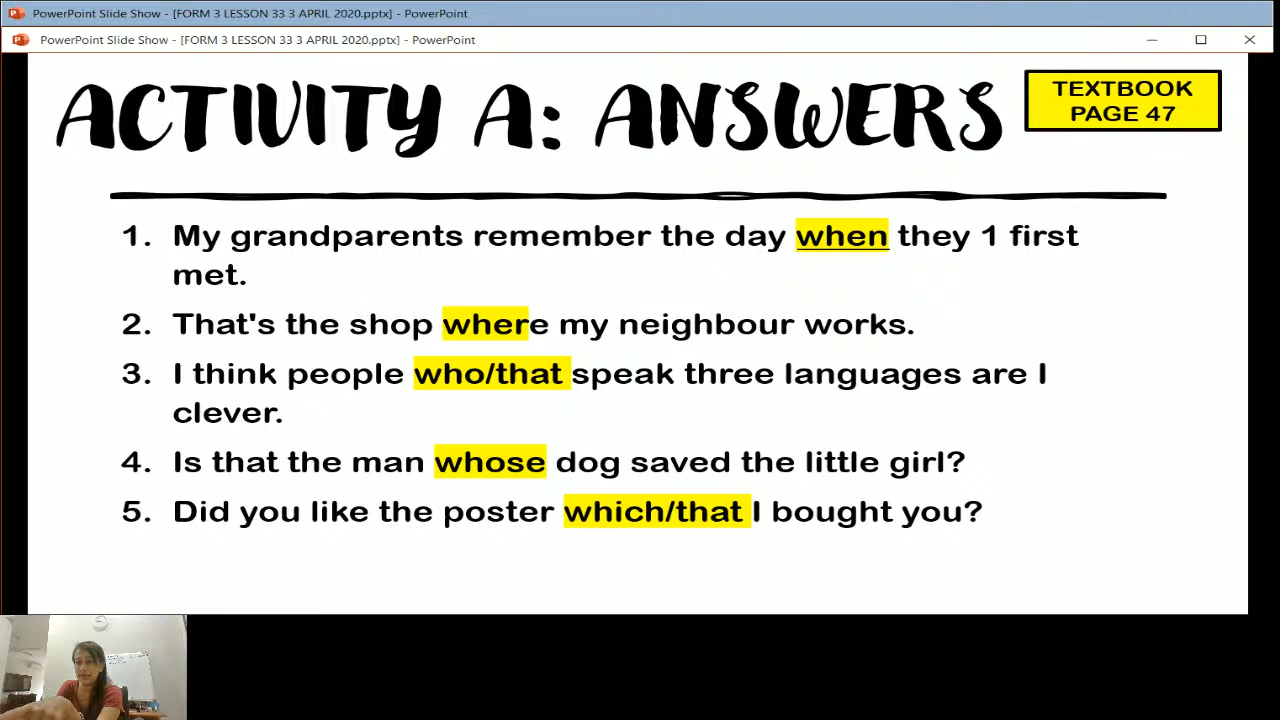 PowerPoint Slide Show - [FORM 3 LESSON 33 3 APRIL 2020.pptx] - PowerPoint
PowerPoint Slide Show - [FORM 3 LESSON 33 3 APRIL 2020.pptx] - PowerPoint
ACTIVITY A: ANSWERS
TEXTBOOK
PAGE 47
1. My grandparents remember the day when they 1 first
met.
2. That's the shop where my neighbour works.
3. I think people who/that speak three languages are I
clever.
4. Is that the man whose dog saved the little girl?
5. Did you like the poster which/that I bought you?